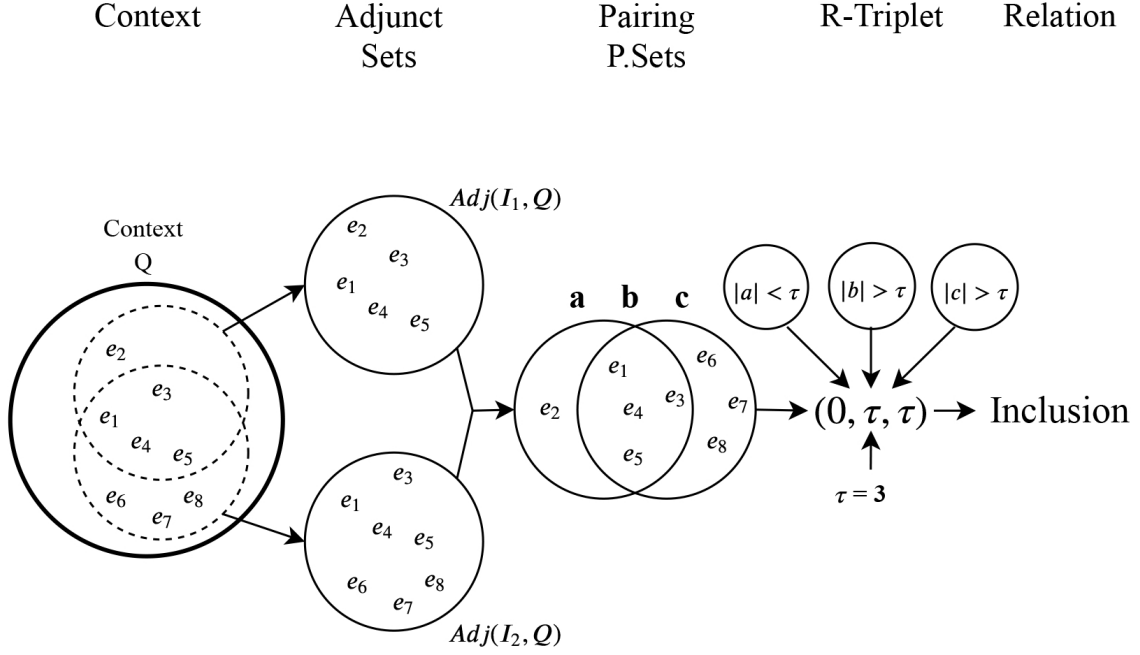 Context
Adjunct
Sets
Pairing
P.Sets
R-Triplet
Relation
Context
Q
e₂
e₃
e₁
e₄
e₅
e₆
e₈
e₇
Adj(I₁, Q)
e₂
e₃
e₁
e₄
e₅
e₃
e₁
e₄
e₅
e₆
e₈
e₇
Adj(I₂, Q)
a b c
e₁
e₆
e₂
e₄
e₃
e₇
e₅
e₈
|a| < τ
|b| > τ
|c| > τ
(0, τ, τ)
τ = 3
Inclusion